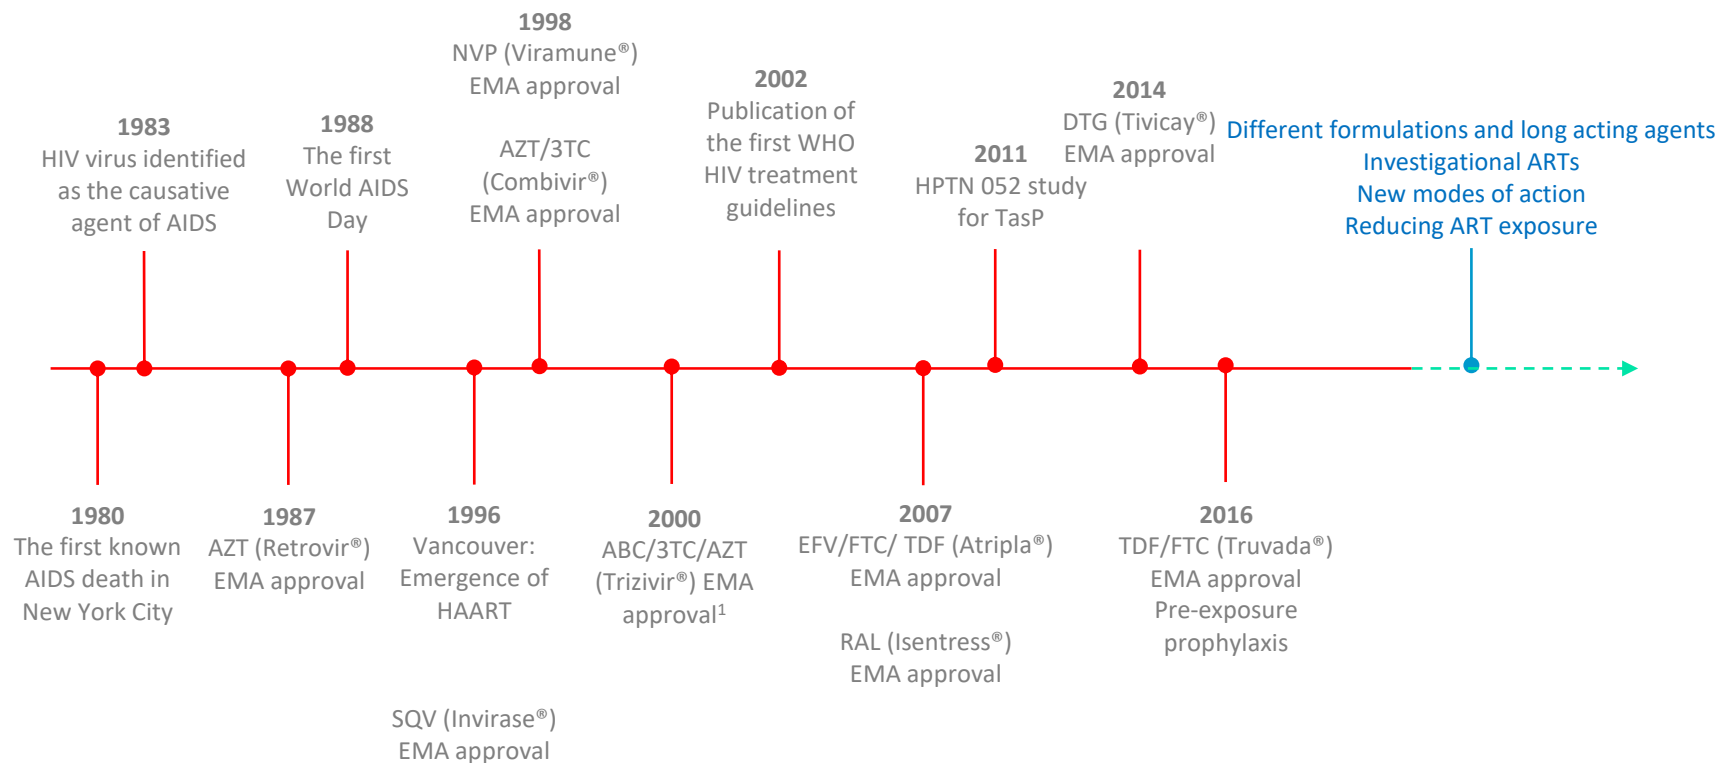 1998
NVP (Viramune®)
EMA approval
AZT/3TC
(Combivir®)
EMA approval
1983
HIV virus identified
as the causative
agent of AIDS
1988
The first
World AIDS
Day
2002
Publication of
the first WHO
HIV treatment
guidelines
2011
HPTN 052 study
for TasP
2014
DTG (Tivicay®)
EMA approval
Different formulations and long acting agents
Investigational ARTs
New modes of action
Reducing ART exposure
1980
The first known
AIDS death in
New York City
1987
AZT (Retrovir®)
EMA approval
1996
Vancouver:
Emergence of
HAART
SQV (Invirase®)
EMA approval
2000
ABC/3TC/AZT
(Trizivir®) EMA
approval¹
2007
EFV/FTC/ TDF (Atripla®)
EMA approval
RAL (Isentress®)
EMA approval
2016
TDF/FTC (Truvada®)
EMA approval
Pre-exposure
prophylaxis